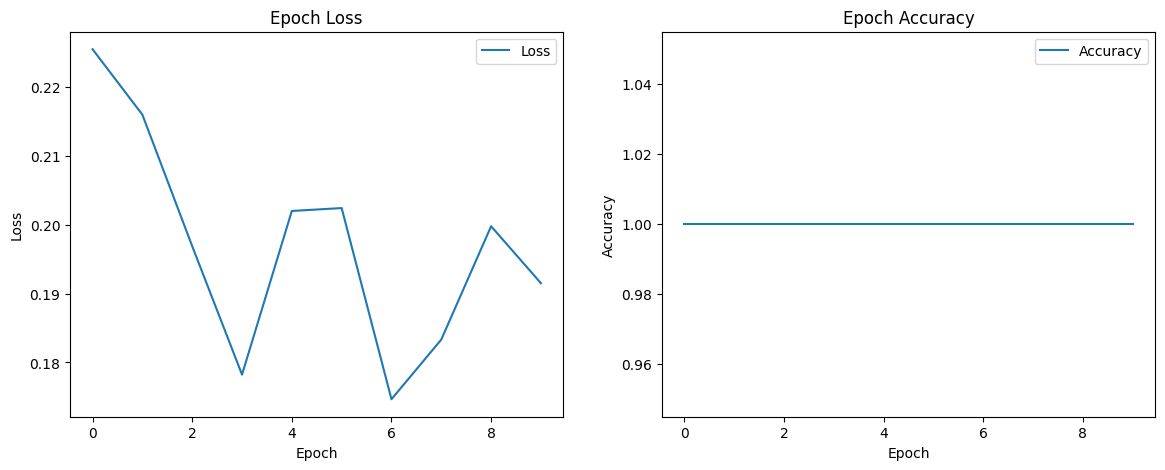 Epoch Loss
Loss
0.22
0.21
0.20
0.19
0.18
Loss
0 2 4 6 8
Epoch
Epoch Accuracy
Accuracy
1.04
1.02
1.00
0.98
0.96
Accuracy
0 2 4 6 8
Epoch